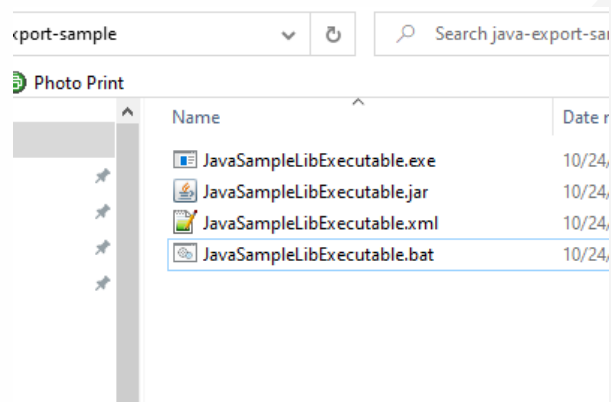 xport-sample
Search java-export-sa
Photo Print
Name
Date
JavaSampleLibExecutable.exe
10/24,
JavaSampleLibExecutable.jar
10/24,
JavaSampleLibExecutable.xml
10/24,
JavaSampleLibExecutable.bat
10/24,